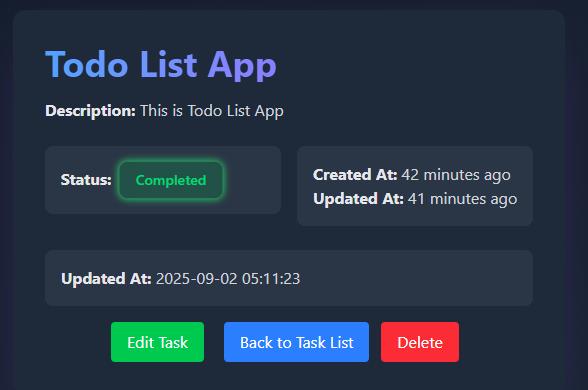 Todo List App
Description: This is Todo List App
Status: Completed
Created At: 42 minutes ago
Updated At: 41 minutes ago
Updated At: 2025-09-02 05:11:23
Edit Task
Back to Task List
Delete